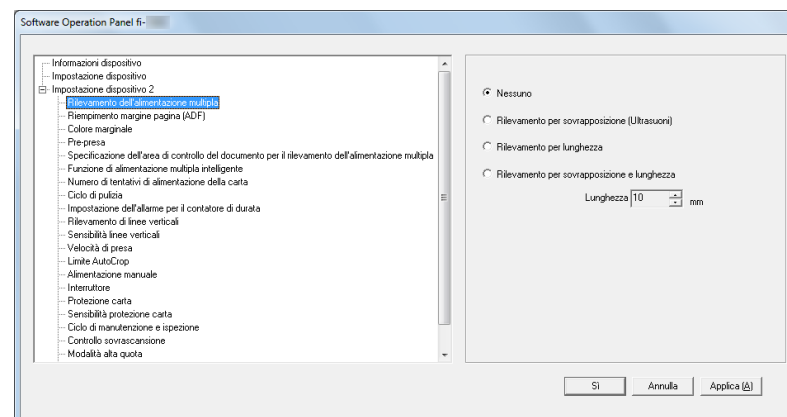 Software Operation Panel fi-
Informazioni dispositivo
Impostazione dispositivo
Impostazione dispositivo 2
Rilevamento dell'alimentazione multipla
Riempimento margine pagina (ADF)
Colore marginale
Pre-presa
Specificazione dell'area di controllo del documento per il rilevamento dell'alimentazione multipla
Funzione di alimentazione multipla intelligente
Numero di tentativi di alimentazione della carta
Ciclo di pulizia
Impostazione dell'allarme per il contatore di durata
Rilevamento di linee verticali
Sensibilità linee verticali
Velocità di presa
Limite AutoCrop
Alimentazione manuale
Interruttore
Protezione carta
Sensibilità protezione carta
Ciclo di manutenzione e ispezione
Controllo sovrascansione
Modalità alta quota
Nessuno
Rilevamento per sovrapposizione (Ultrasuoni)
Rilevamento per lunghezza
Rilevamento per sovrapposizione e lunghezza
Lunghezza 10 mm
Sì Annulla Applica (A)